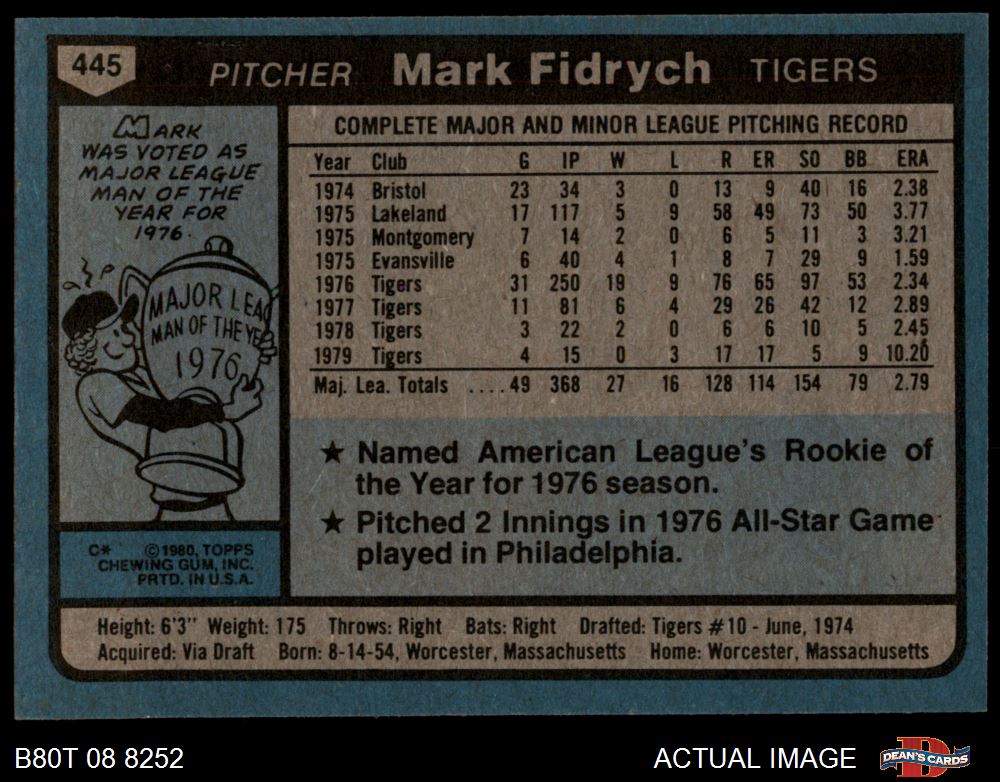 445 PITCHER Mark Fidrych TIGERS
MARK
WAS VOTED AS
MAJOR LEAGUE
MAN OF THE
YEAR FOR
1976.
MAJOR LEAG
MAN OF THE YE
1976
C* ©1980, TOPPS
CHEWING GUM, INC.
PRTD. IN U.S.A.
COMPLETE MAJOR AND MINOR LEAGUE PITCHING RECORD
Year Club G IP W L R ER SO BB ERA
1974 Bristol 23 34 3 0 13 9 40 16 2.38
1975 Lakeland 17 117 5 9 58 49 73 50 3.77
1975 Montgomery 7 14 2 0 6 5 11 3 3.21
1975 Evansville 6 40 4 1 8 7 29 9 1.59
1976 Tigers 31 250 19 9 76 65 97 53 2.34
1977 Tigers 11 81 6 4 29 26 42 12 2.89
1978 Tigers 3 22 2 0 6 6 10 5 2.45
1979 Tigers 4 15 0 3 17 17 5 9 10.20
Maj. Lea. Totals ....49 368 27 16 128 114 154 79 2.79
★ Named American League's Rookie of
the Year for 1976 season.
★ Pitched 2 Innings in 1976 All-Star Game
played in Philadelphia.
Height: 6'3" Weight: 175 Throws: Right Bats: Right Drafted: Tigers #10 - June, 1974
Acquired: Via Draft Born: 8-14-54, Worcester, Massachusetts Home: Worcester, Massachusetts
B80T 08 8252 ACTUAL IMAGE DEAN'S CARDS